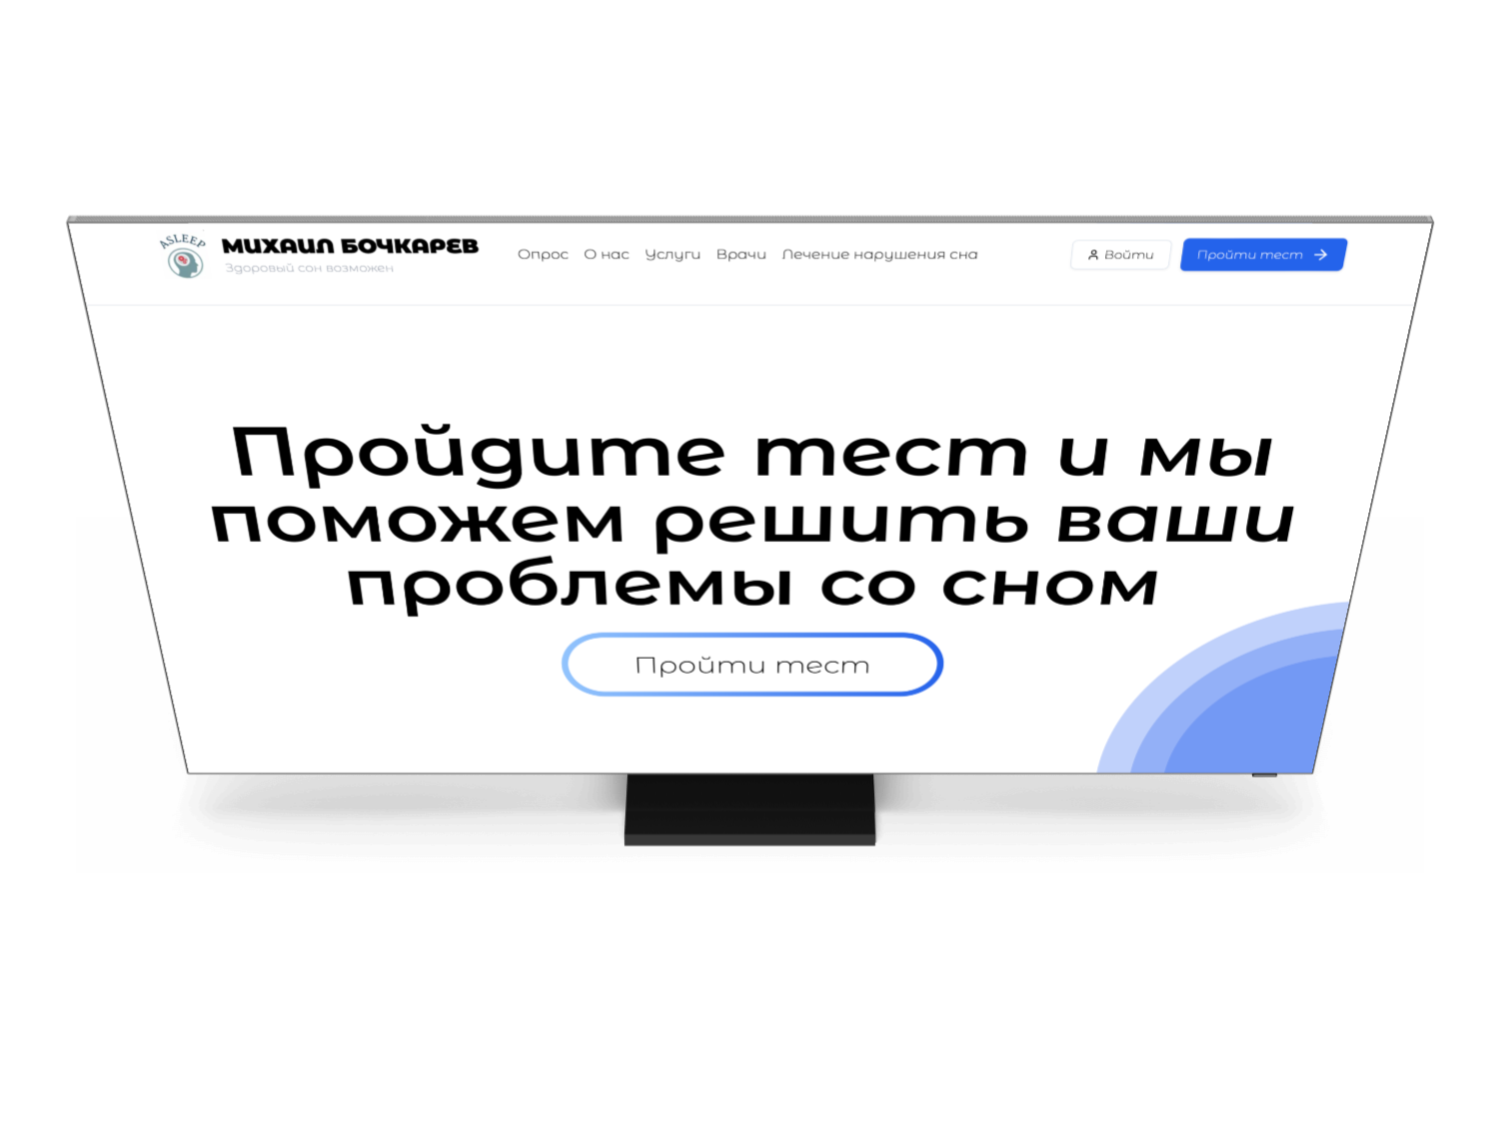 ASLEEP
МИХАИЛ БОЧКАРЕВ
Здоровый сон возможен
Опрос О нас Услуги Врачи Лечение нарушения сна
Войти
Пройти тест
Пройдите тест и мы
поможем решить ваши
проблемы со сном
Пройти тест